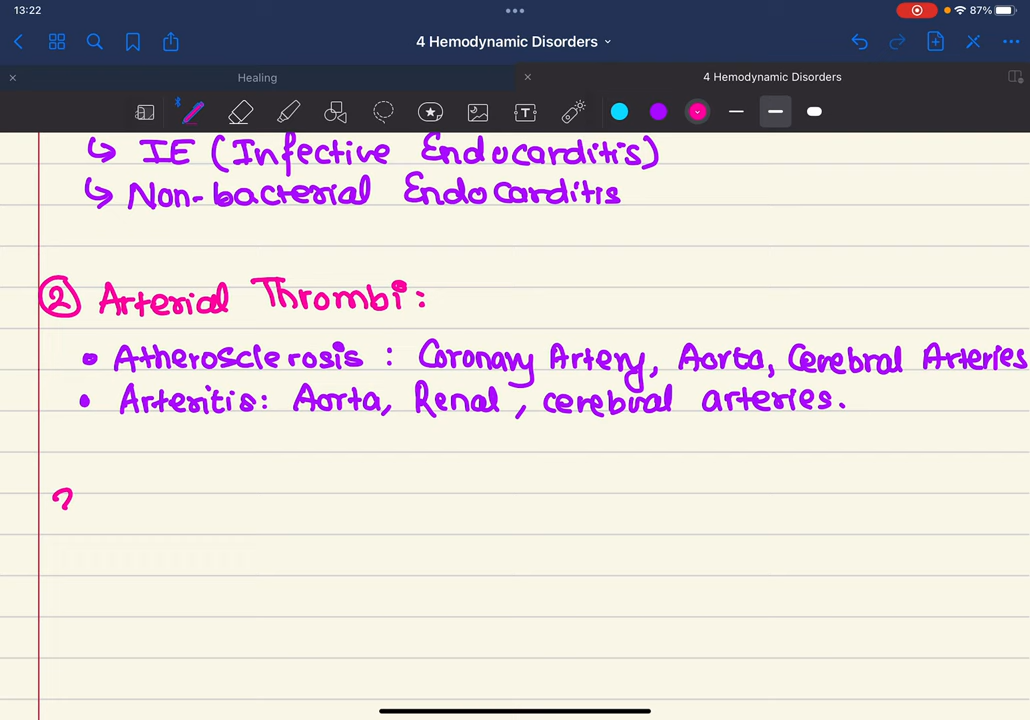 13:22
87%
4 Hemodynamic Disorders
Healing
4 Hemodynamic Disorders
↳ IE (Infective Endocarditis)
↳ Non-bacterial Endocarditis
② Arterial Thrombi:
• Atherosclerosis : Coronary Artery, Aorta, Cerebral Arteries
• Arteritis: Aorta, Renal, cerebral arteries.